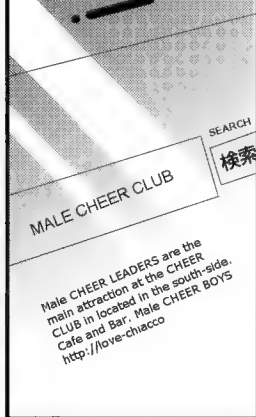 SEARCH
検索
MALE CHEER CLUB
Male CHEER LEADERS are the
main attraction at the CHEER
CLUB in located in the south-side.
Cafe and Bar. Male CHEER BOYS
http://love-chiacco